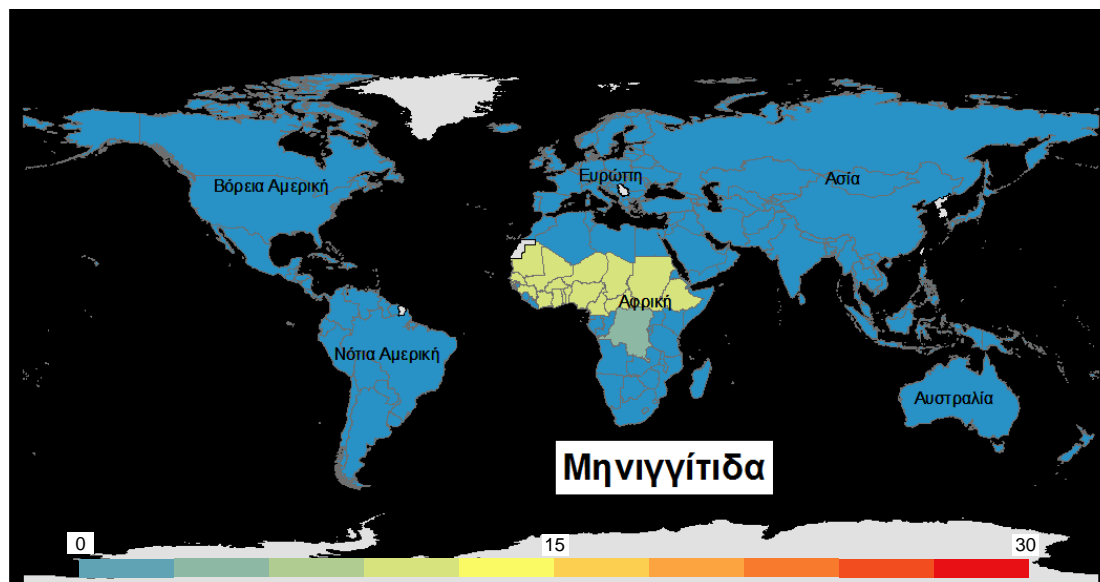 Βόρεια Αμερική
Ευρώπη
Ασία
Αφρική
Νότια Αμερική
Αυστραλία
Μηνιγγίτιδα
0
15
30